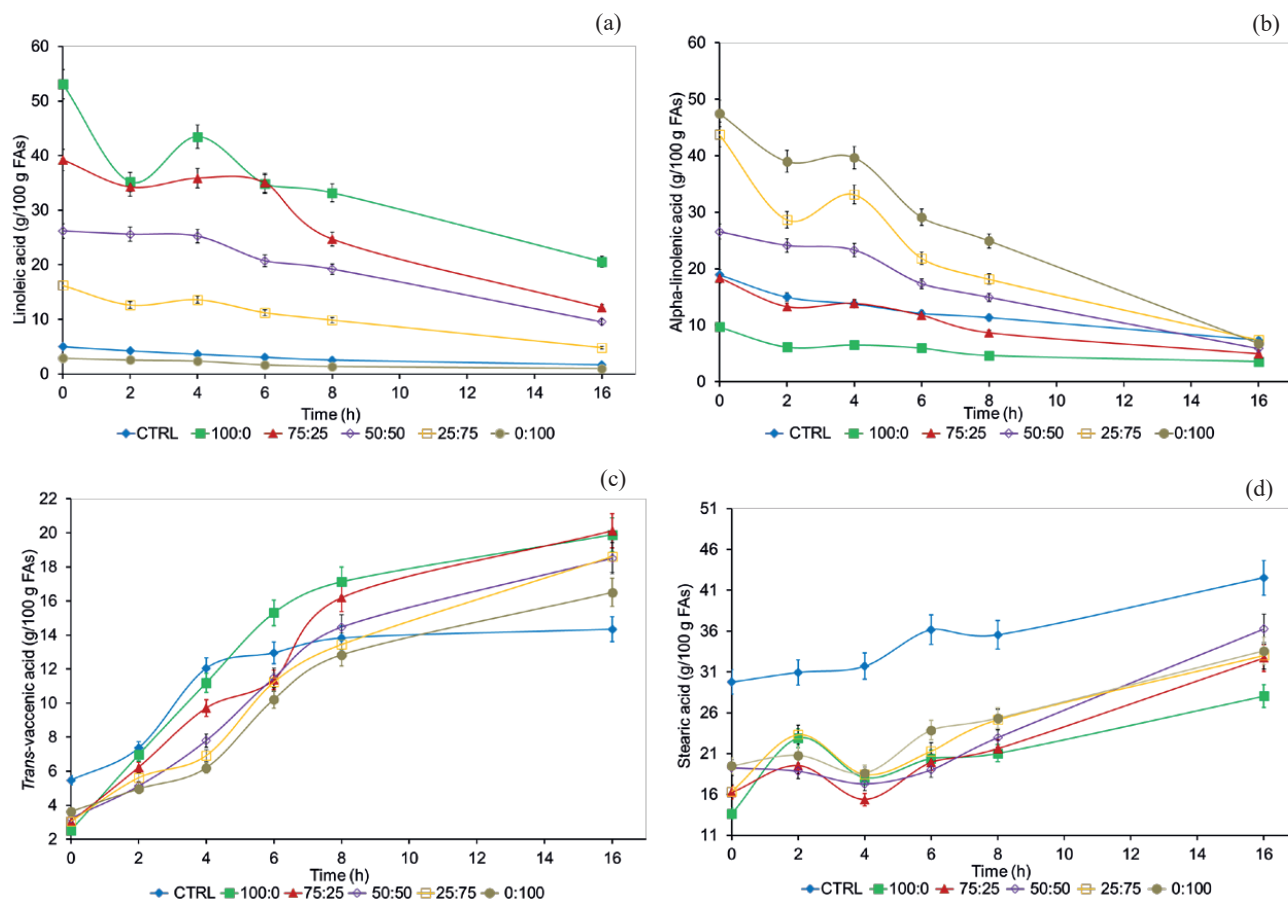 (a)
60
50
40
30
20
10
0
Linoleic acid (g/100 g FAs)
0 2 4 6 8 10 12 14 16
Time (h)
CTRL 100:0 75:25 50:50 25:75 0:100
(b)
60
50
40
30
20
10
0
Alpha-linolenic acid (g/100 g FAs)
0 2 4 6 8 10 12 14 16
Time (h)
CTRL 100:0 75:25 50:50 25:75 0:100
(c)
22
20
18
16
14
12
10
8
6
4
2
Trans-vaccenic acid (g/100 g FAs)
0 2 4 6 8 10 12 14 16
Time (h)
CTRL 100:0 75:25 50:50 25:75 0:100
(d)
51
46
41
36
31
26
21
16
11
Stearic acid (g/100 g FAs)
0 2 4 6 8 10 12 14 16
Time (h)
CTRL 100:0 75:25 50:50 25:75 0:100